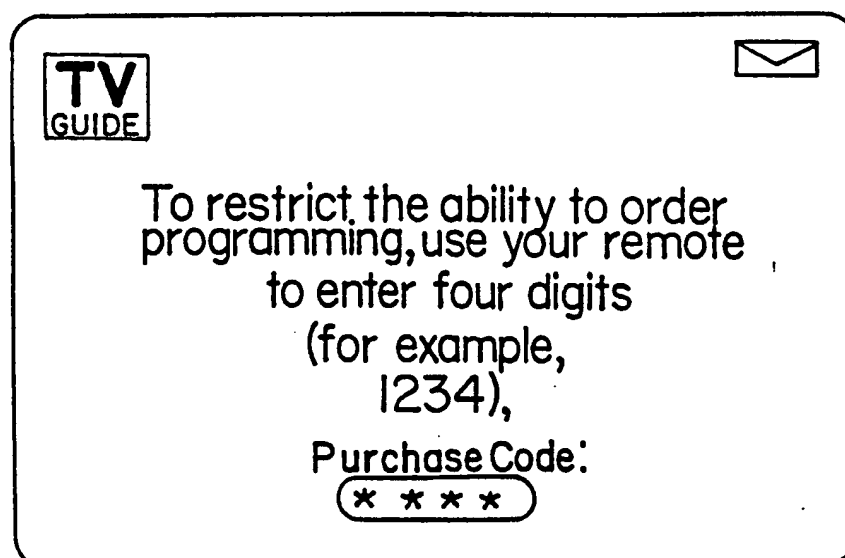 TV
GUIDE
To restrict the ability to order
programming, use your remote
to enter four digits
(for example,
1234),
Purchase Code:
* * * *